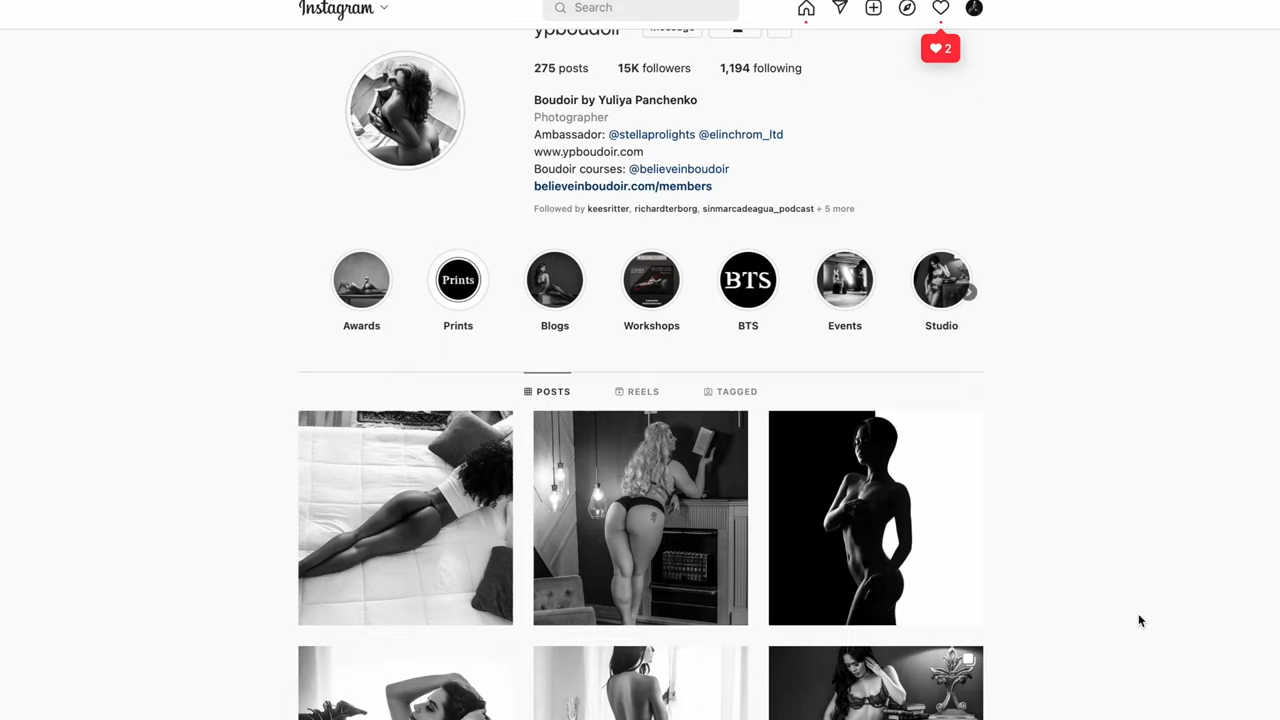 Instagram
Search
ypboudoir
Message
2
275 posts
15K followers
1,194 following
Boudoir by Yuliya Panchenko
Photographer
Ambassador: @stellaprolights @elinchrom_ltd
www.ypboudoir.com
Boudoir courses: @believeinboudoir
believeinboudoir.com/members
Followed by keesritter, richardterborg, sinmarcadeagua_podcast + 5 more
Prints
BTS
Awards
Prints
Blogs
Workshops
BTS
Events
Studio
POSTS
REELS
TAGGED